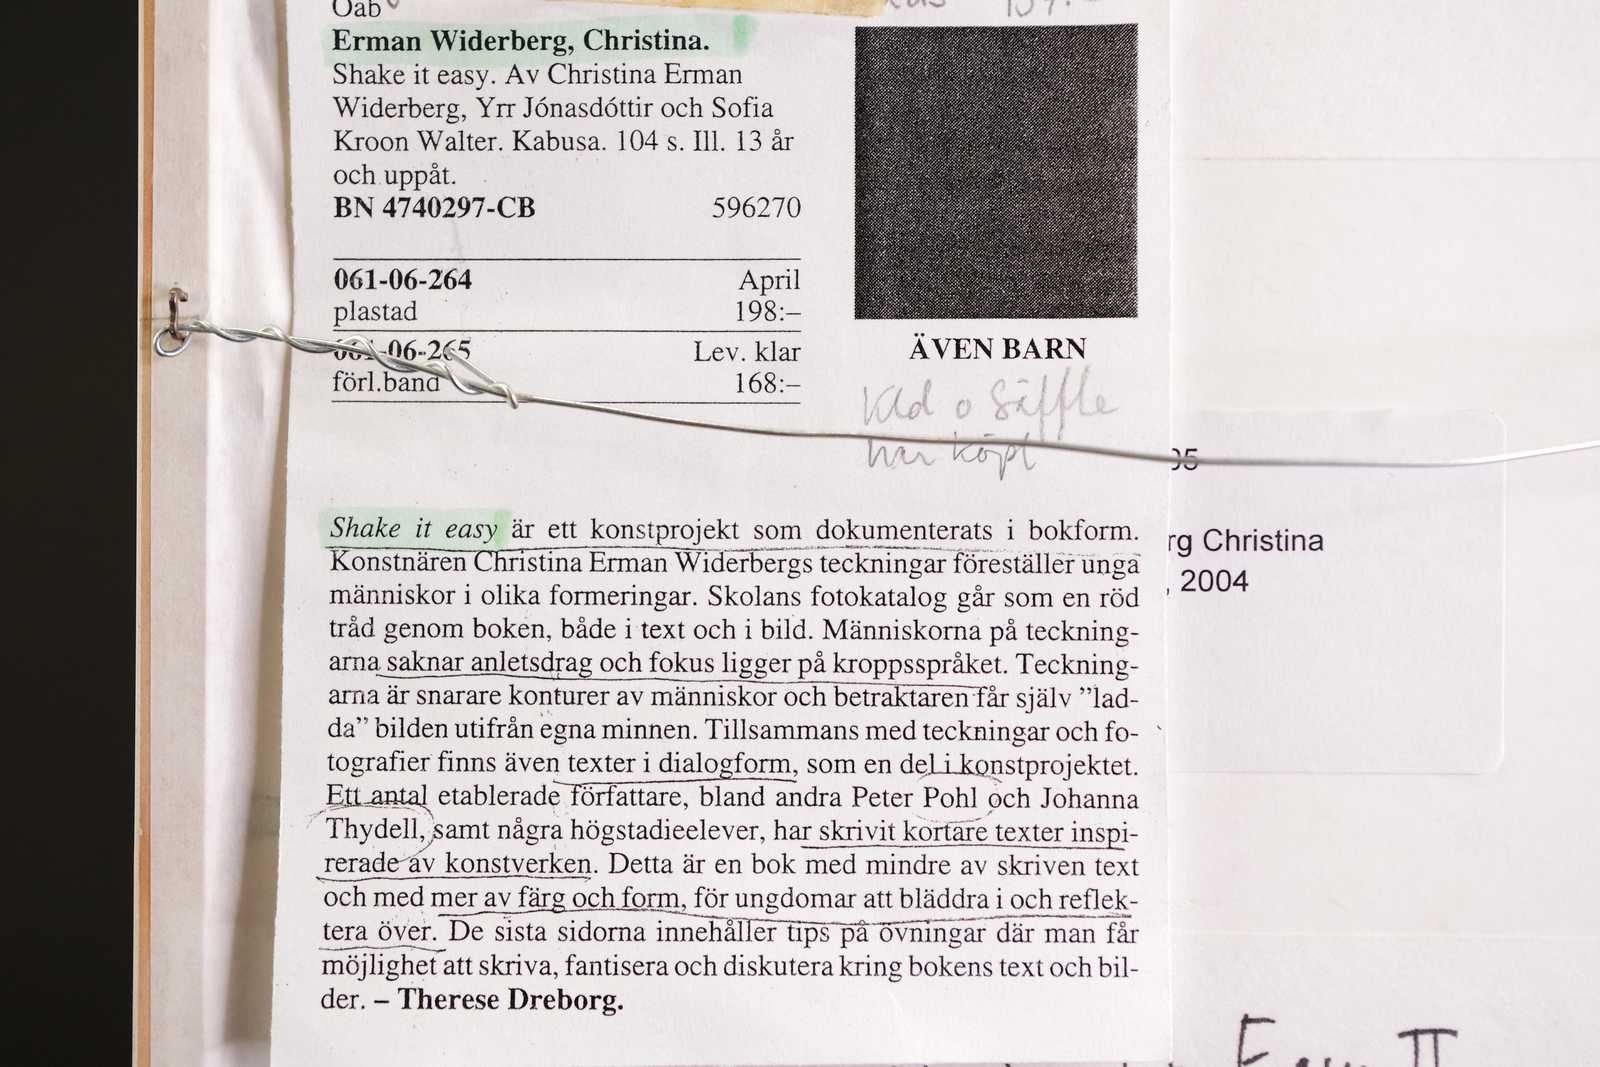 Oab
Erman Widerberg, Christina.
Shake it easy. Av Christina Erman
Widerberg, Yrr Jónasdóttir och Sofia
Kroon Walter. Kabusa. 104 s. Ill. 13 år
och uppåt.
BN 4740297-CB 596270
061-06-264 April
plastad 198:–
061-06-265 Lev. klar
förl.band 168:–
ÄVEN BARN
Kld o Säffle
har köpt
Shake it easy är ett konstprojekt som dokumenterats i bokform.
Konstnären Christina Erman Widerbergs teckningar föreställer unga
människor i olika formeringar. Skolans fotokatalog går som en röd
tråd genom boken, både i text och i bild. Människorna på teckning-
arna saknar anletsdrag och fokus ligger på kroppsspråket. Teckning-
arna är snarare konturer av människor och betraktaren får själv ”lad-
da” bilden utifrån egna minnen. Tillsammans med teckningar och fo-
tografier finns även texter i dialogform, som en del i konstprojektet.
Ett antal etablerade författare, bland andra Peter Pohl och Johanna
Thydell, samt några högstadieelever, har skrivit kortare texter inspi-
rerade av konstverken. Detta är en bok med mindre av skriven text
och med mer av färg och form, för ungdomar att bläddra i och reflek-
tera över. De sista sidorna innehåller tips på övningar där man får
möjlighet att skriva, fantisera och diskutera kring bokens text och bil-
der. – Therese Dreborg.
05
rg Christina
, 2004
II